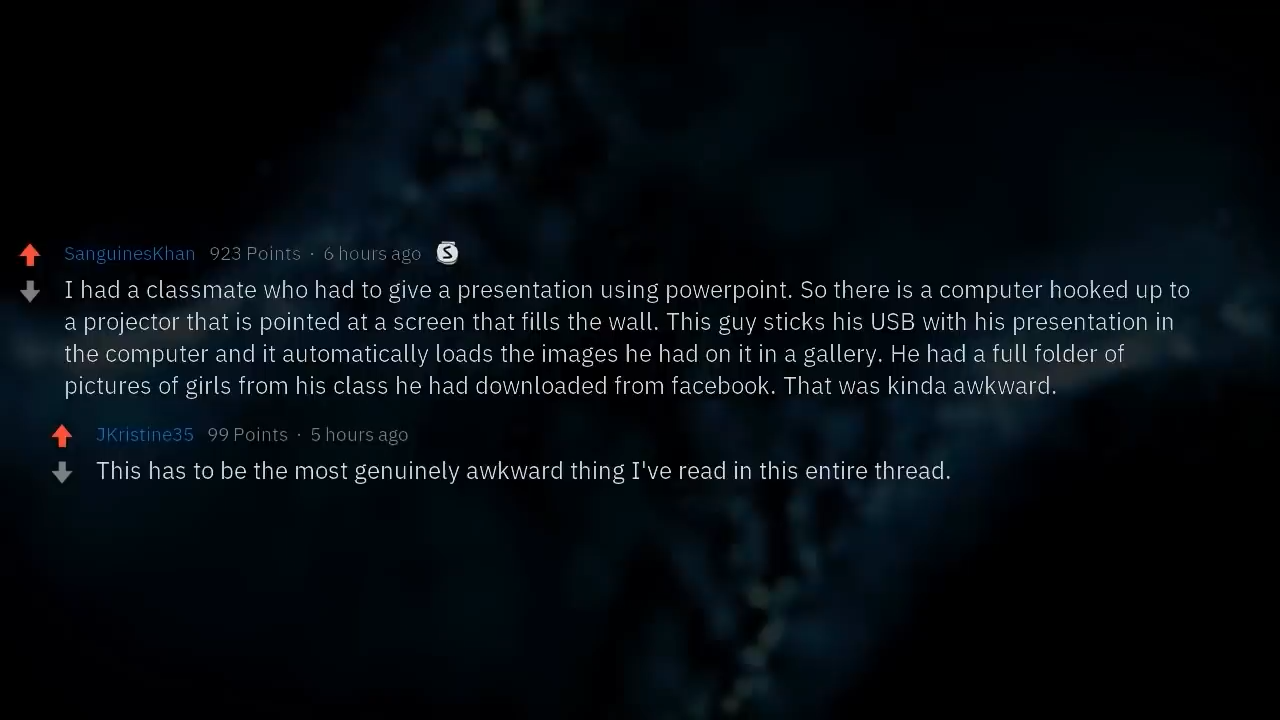 SanguinesKhan 923 Points · 6 hours ago S
I had a classmate who had to give a presentation using powerpoint. So there is a computer hooked up to
a projector that is pointed at a screen that fills the wall. This guy sticks his USB with his presentation in
the computer and it automatically loads the images he had on it in a gallery. He had a full folder of
pictures of girls from his class he had downloaded from facebook. That was kinda awkward.
JKristine35 99 Points · 5 hours ago
This has to be the most genuinely awkward thing I've read in this entire thread.